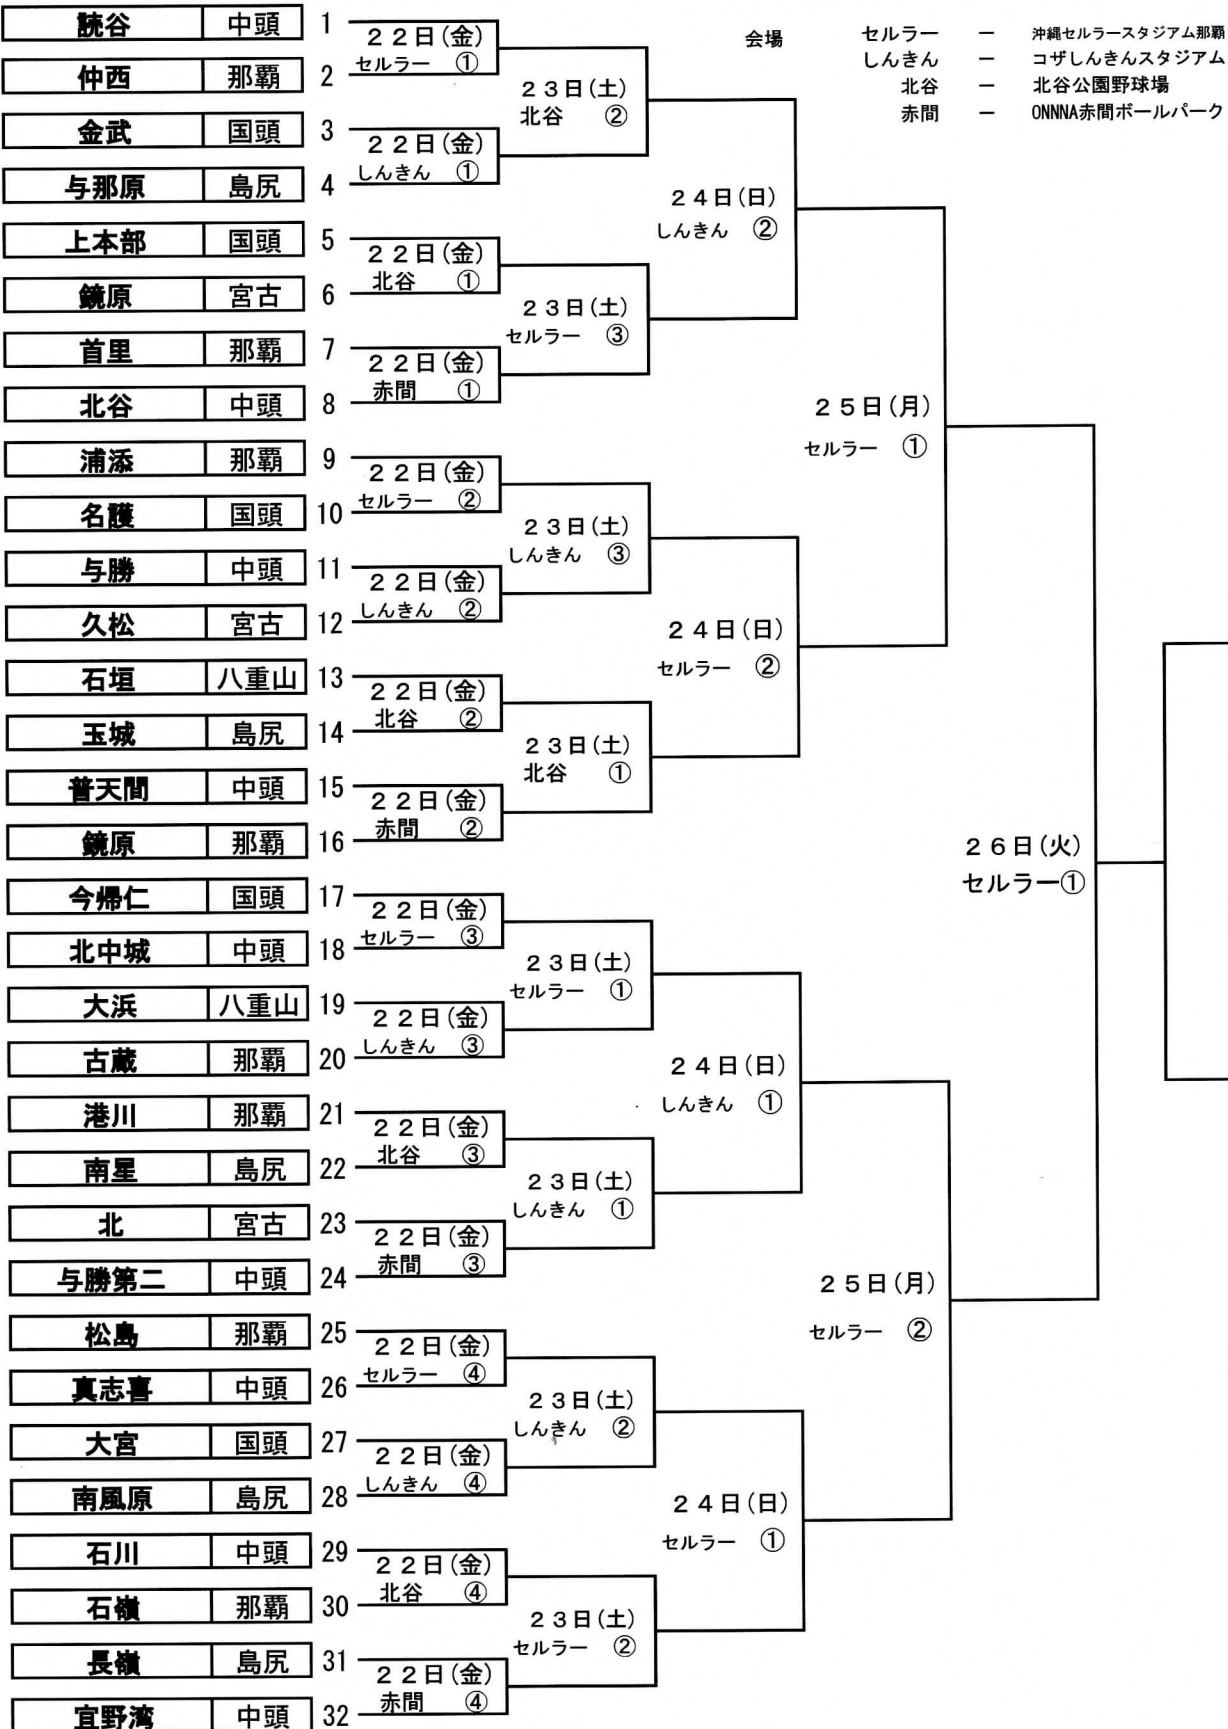 会場 セルラー － 沖縄セルラースタジアム那覇
しんきん － コザしんきんスタジアム
北谷 － 北谷公園野球場
赤間 － ONNNA赤間ボールパーク
読谷 中頭 1
仲西 那覇 2
金武 国頭 3
与那原 島尻 4
上本部 国頭 5
鏡原 宮古 6
首里 那覇 7
北谷 中頭 8
浦添 那覇 9
名護 国頭 10
与勝 中頭 11
久松 宮古 12
石垣 八重山 13
玉城 島尻 14
普天間 中頭 15
鏡原 那覇 16
今帰仁 国頭 17
北中城 中頭 18
大浜 八重山 19
古蔵 那覇 20
港川 那覇 21
南星 島尻 22
北 宮古 23
与勝第二 中頭 24
松島 那覇 25
真志喜 中頭 26
大宮 国頭 27
南風原 島尻 28
石川 中頭 29
石嶺 那覇 30
長嶺 島尻 31
宜野湾 中頭 32
２２日(金)
セルラー ①
２２日(金)
しんきん ①
２２日(金)
北谷 ①
２２日(金)
赤間 ①
２２日(金)
セルラー ②
２２日(金)
しんきん ②
２２日(金)
北谷 ②
２２日(金)
赤間 ②
２２日(金)
セルラー ③
２２日(金)
しんきん ③
２２日(金)
北谷 ③
２２日(金)
赤間 ③
２２日(金)
セルラー ④
２２日(金)
しんきん ④
２２日(金)
北谷 ④
２２日(金)
赤間 ④
２３日(土)
北谷 ②
２３日(土)
セルラー ③
２３日(土)
しんきん ③
２３日(土)
北谷 ①
２３日(土)
セルラー ①
２３日(土)
しんきん ①
２３日(土)
しんきん ②
２３日(土)
セルラー ②
２４日(日)
しんきん ②
２４日(日)
セルラー ②
２４日(日)
しんきん ①
２４日(日)
セルラー ①
２５日(月)
セルラー ①
２５日(月)
セルラー ②
２６日(火)
セルラー①